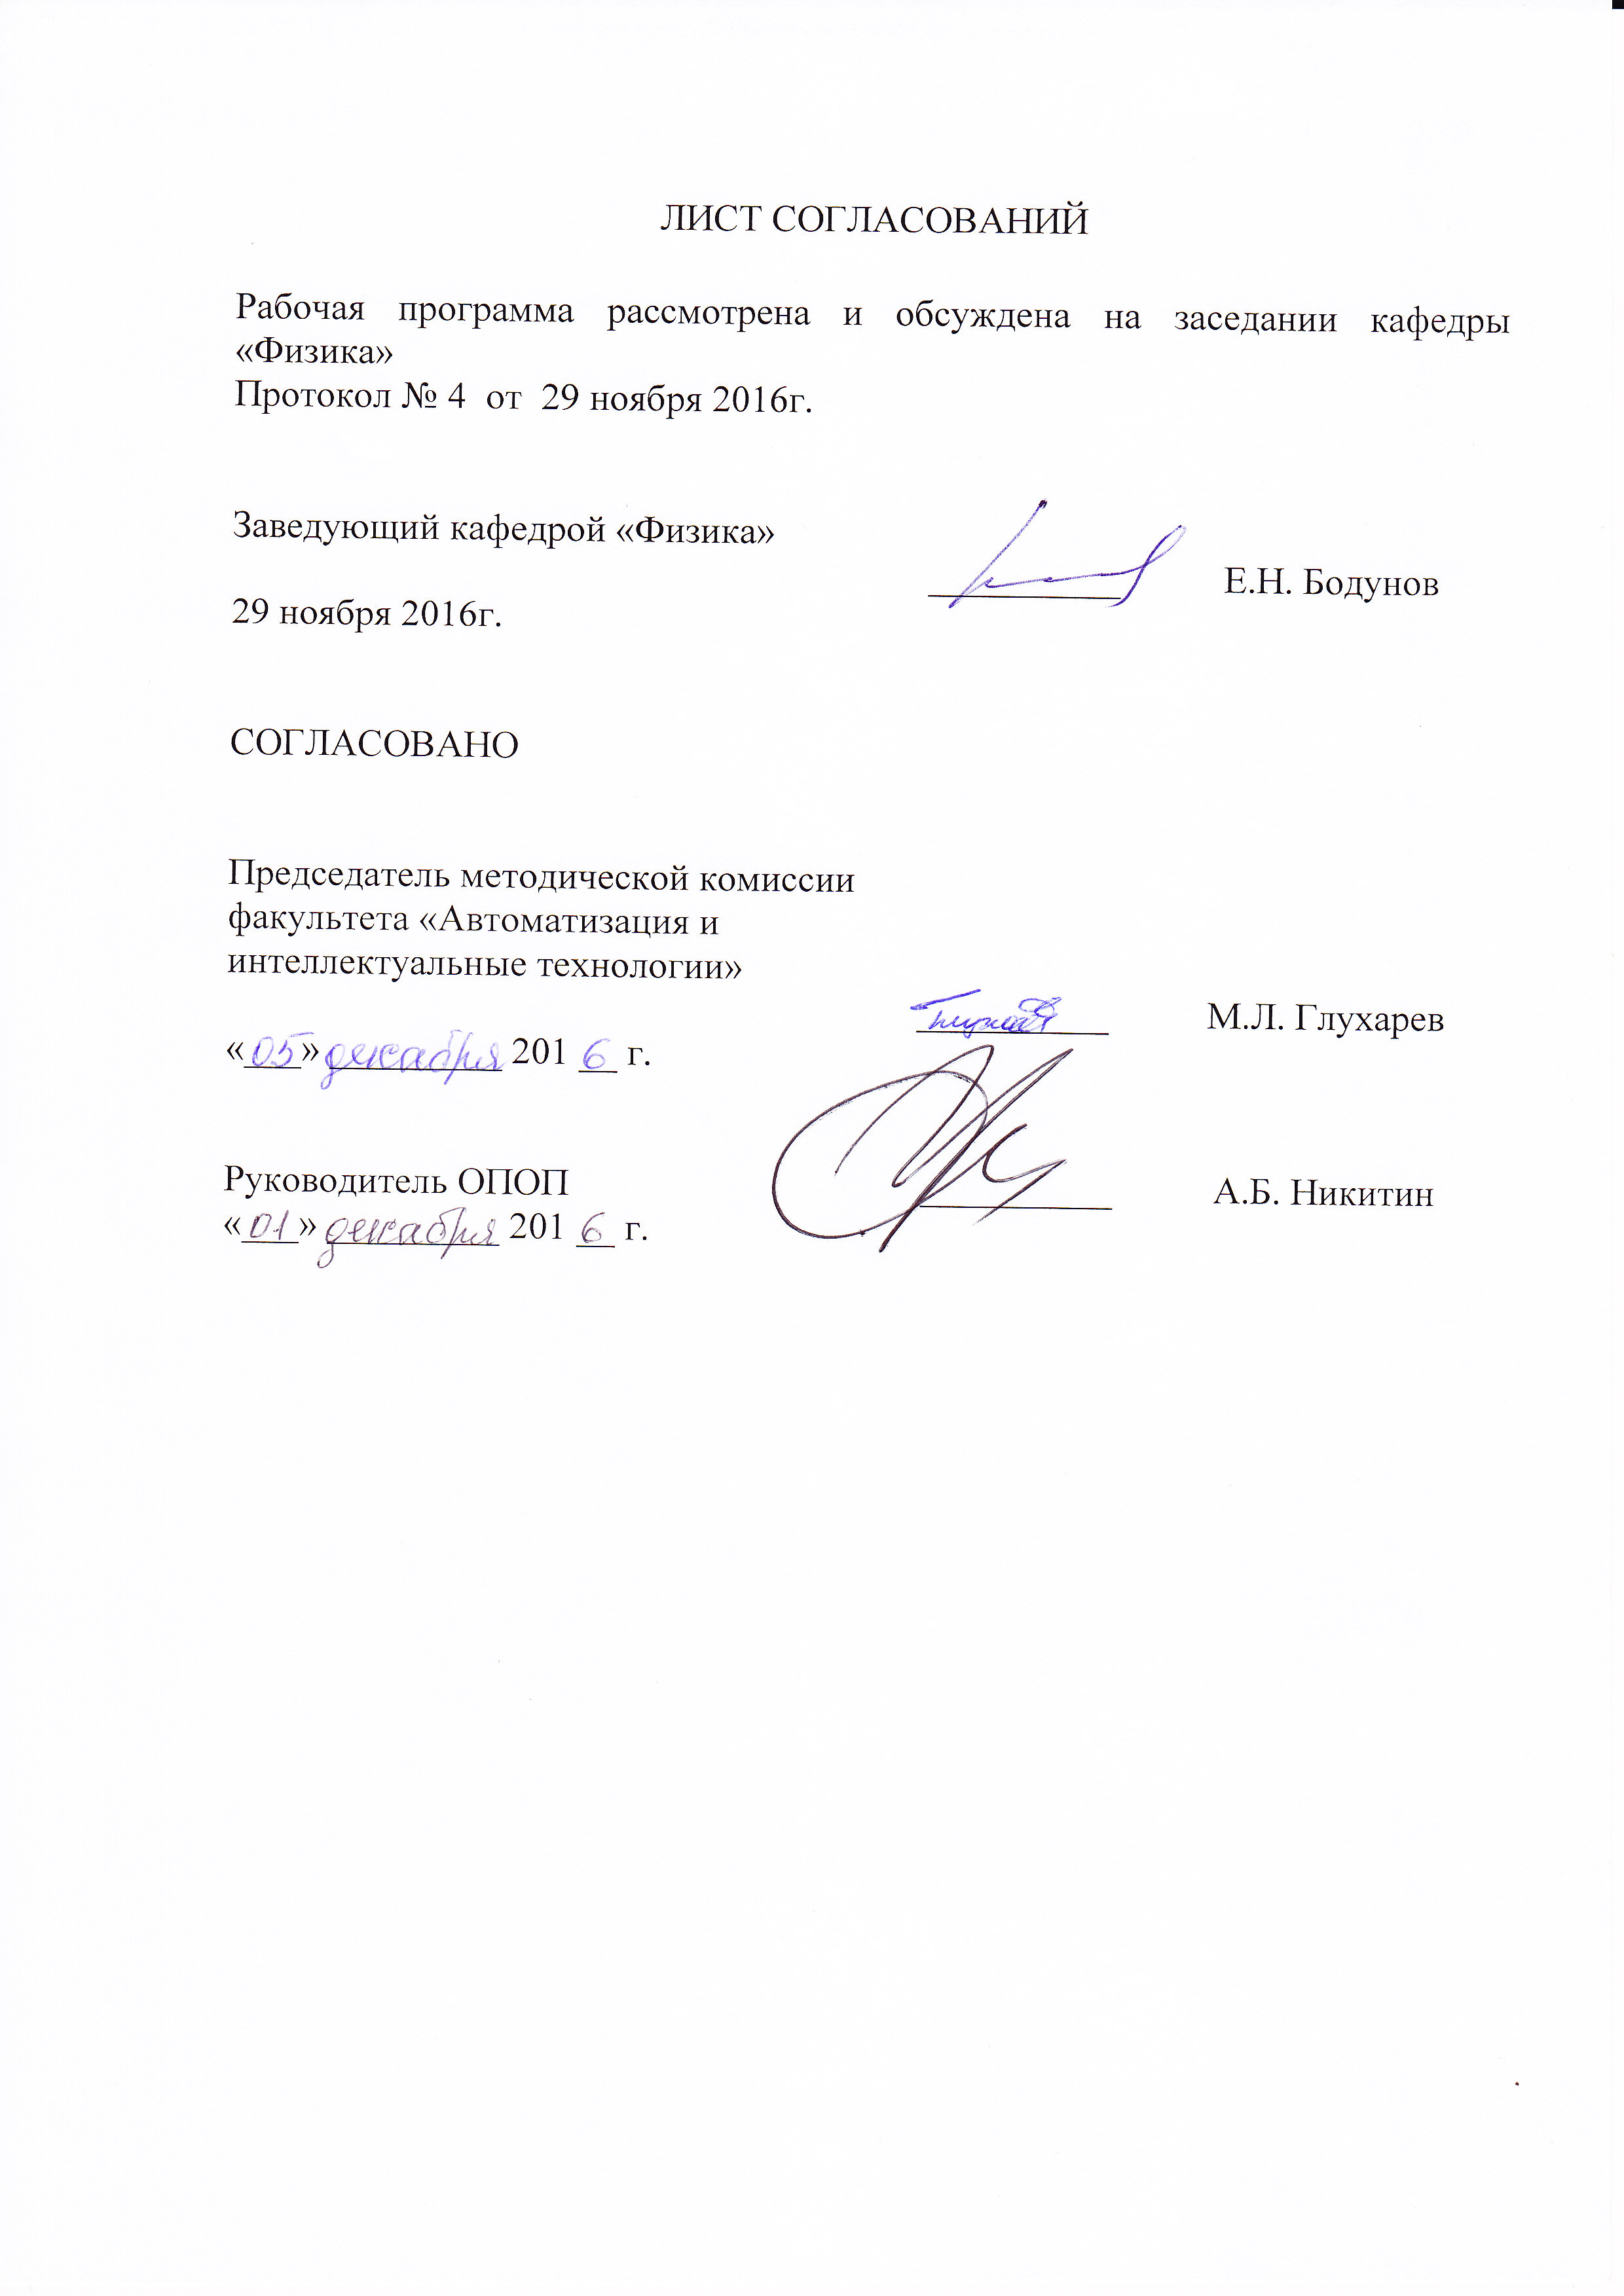 ЛИСТ СОГЛАСОВАНИЙ
Рабочая программа рассмотрена и обсуждена на заседании кафедры
«Физика»
Протокол № 4 от 29 ноября 2016г.
Заведующий кафедрой «Физика»
Е.Н. Бодунов
29 ноября 2016г.
СОГЛАСОВАНО
Председатель методической комиссии
факультета «Автоматизация и
интеллектуальные технологии»
М.Л. Глухарев
«05» декабря 201 6 г.
Руководитель ОПОП
А.Б. Никитин
«01» декабря 201 6 г.